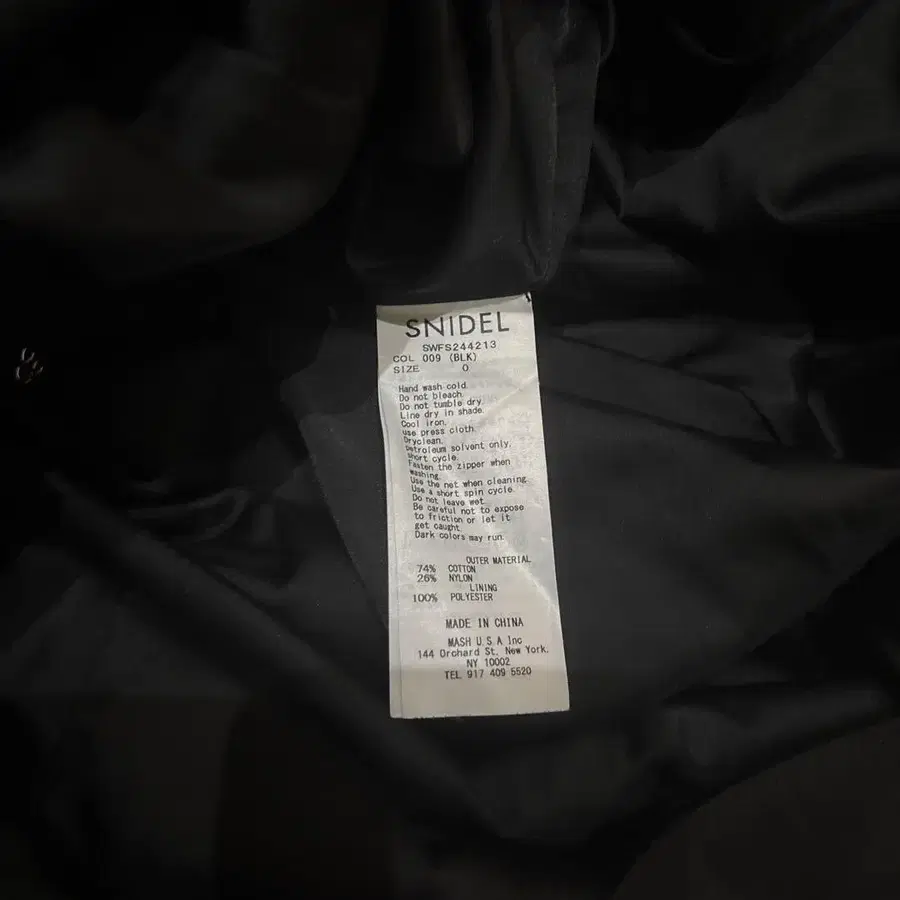 SNIDEL
SWFS244213
COL 009 (BLK)
SIZE 0
Hand wash cold.
Do not bleach.
Do not tumble dry.
Line dry in shade.
Cool iron.
use press cloth.
Dryclean.
petroleum solvent only,
short cycle.
Fasten the zipper when
washing.
Use the net when cleaning.
Use a short spin cycle.
Do not leave wet.
Be careful not to expose
to friction or let it
get caught.
Dark colors may run.
OUTER MATERIAL
74% COTTON
26% NYLON
LINING
100% POLYESTER
MADE IN CHINA
MASH U.S.A Inc
144 Orchard St. New York.
NY 10002
TEL 917 409 5520